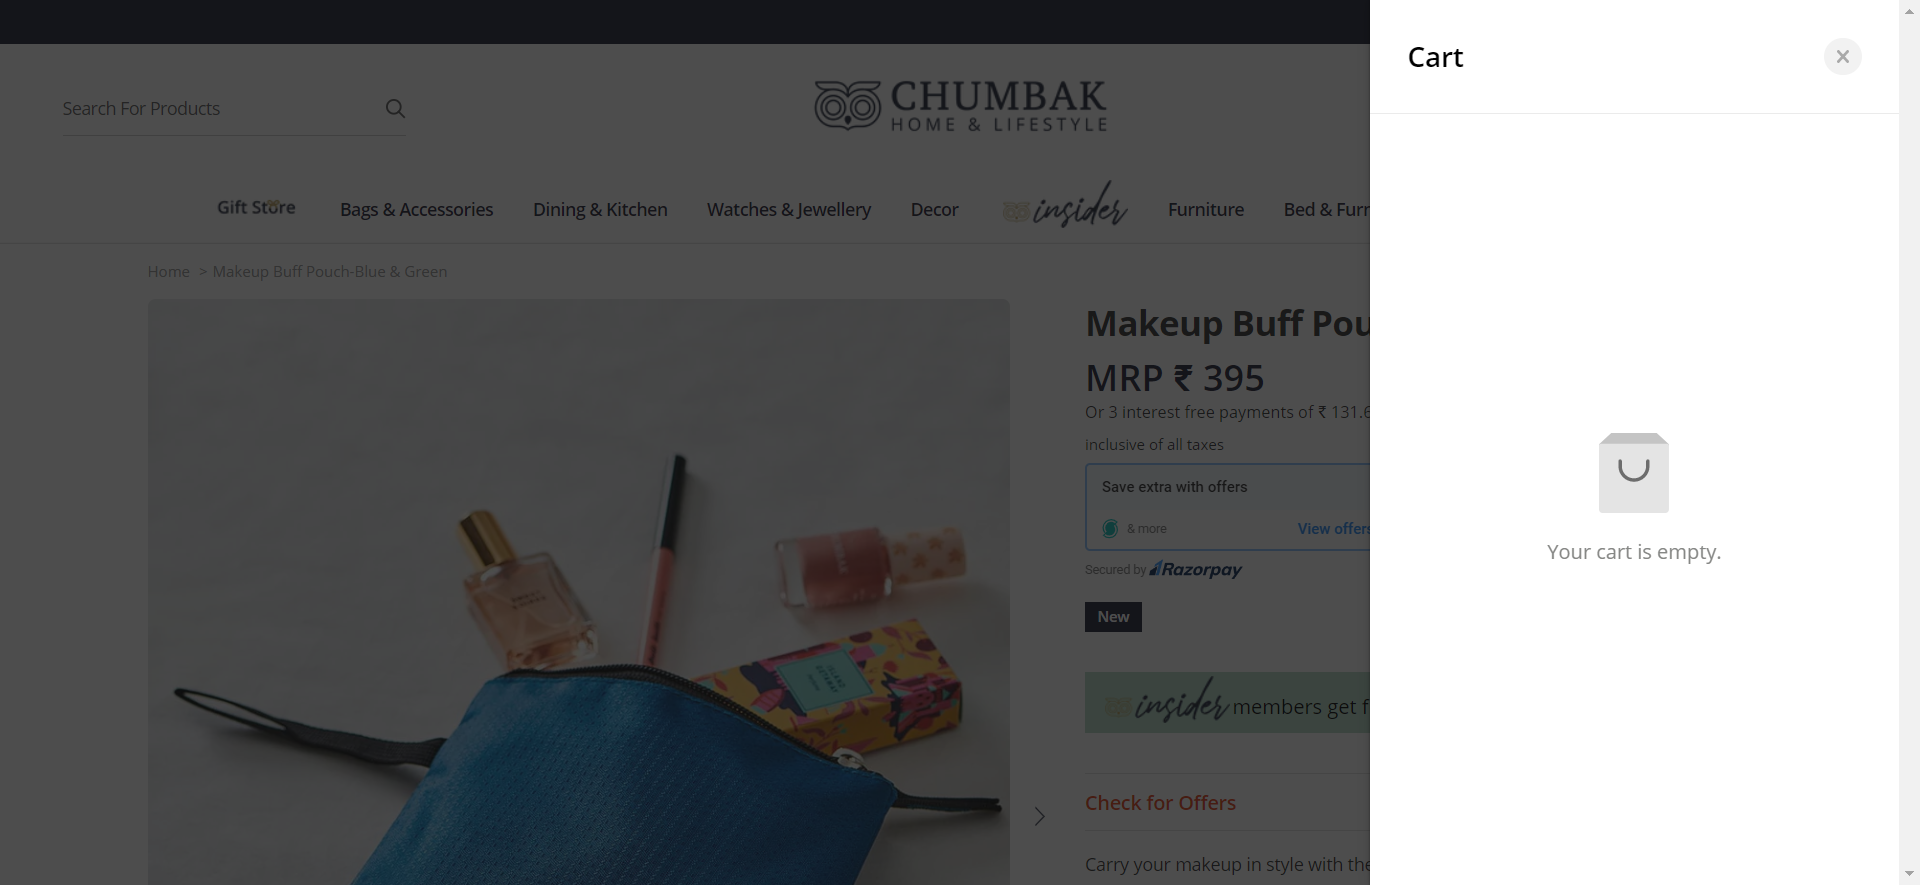 Search For Products
CHUMBAK
HOME & LIFESTYLE
Gift Store
Bags & Accessories
Dining & Kitchen
Watches & Jewellery
Decor
insider
Furniture
Bed & Furn
Home > Makeup Buff Pouch-Blue & Green
Makeup Buff Pou
MRP ₹ 395
Or 3 interest free payments of ₹ 131.6
inclusive of all taxes
Save extra with offers
& more
View offers
Secured by Razorpay
New
insider members get f
Check for Offers
Carry your makeup in style with the
Cart
Your cart is empty.